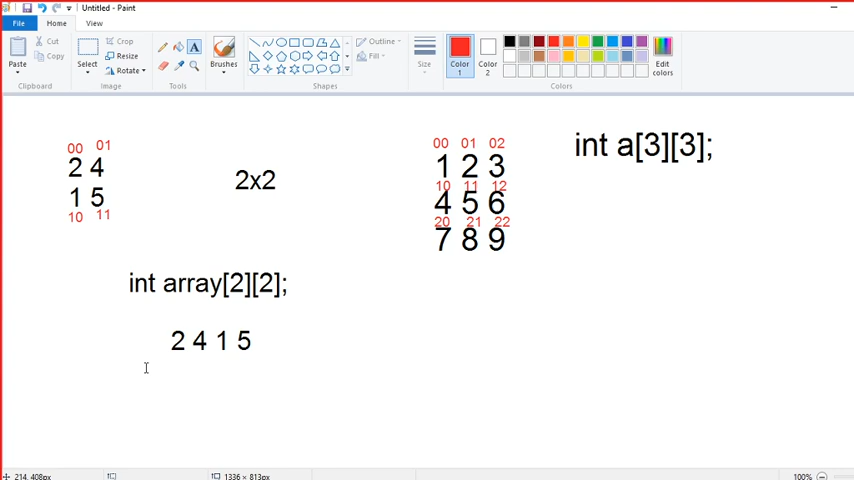 Untitled - Paint
File Home View
Paste
Cut
Copy
Clipboard
Select
Crop
Resize
Rotate
Image
Tools
Brushes
Shapes
Outline
Fill
Size
Color 1
Color 2
Edit colors
Colors
00 01
2 4
1 5
10 11
2x2
int array[2][2];
2 4 1 5
00 01 02
1 2 3
10 11 12
4 5 6
20 21 22
7 8 9
int a[3][3];
214, 408px
1336 × 813px
100%